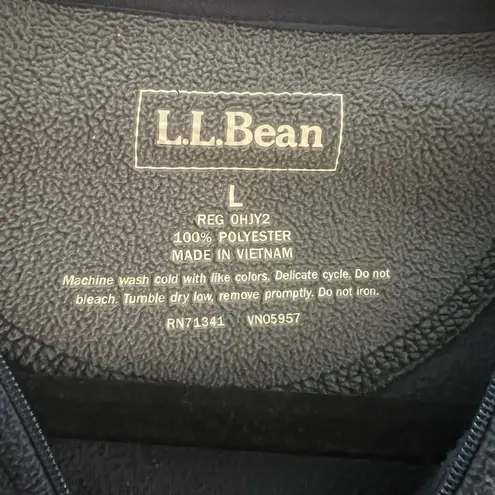 L.L.Bean
L
REG 0HJY2
100% POLYESTER
MADE IN VIETNAM
Machine wash cold with like colors. Delicate cycle. Do not
bleach. Tumble dry low, remove promptly. Do not iron.
RN71341 VN05957